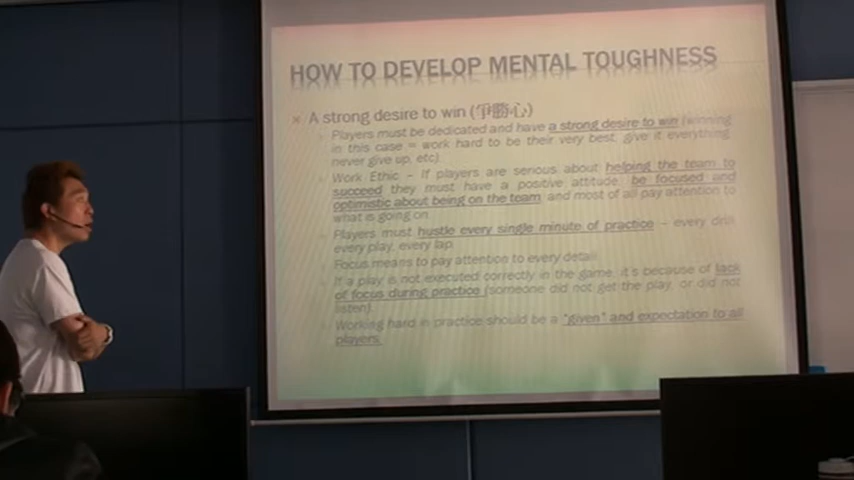 HOW TO DEVELOP MENTAL TOUGHNESS
A strong desire to win (爭勝心)
Players must be dedicated and have a strong desire to win (winning
in this case = work hard to be their very best, give it everything,
never give up, etc).
Work Ethic – If players are serious about helping the team to
succeed they must have a positive attitude, be focused and
optimistic about being on the team, and most of all pay attention to
what is going on.
Players must hustle every single minute of practice – every drill,
every play, every lap.
Focus means to pay attention to every detail.
If a play is not executed correctly in the game, it's because of lack
of focus during practice (someone did not get the play, or did not
listen).
Working hard in practice should be a "given" and expectation to all
players.